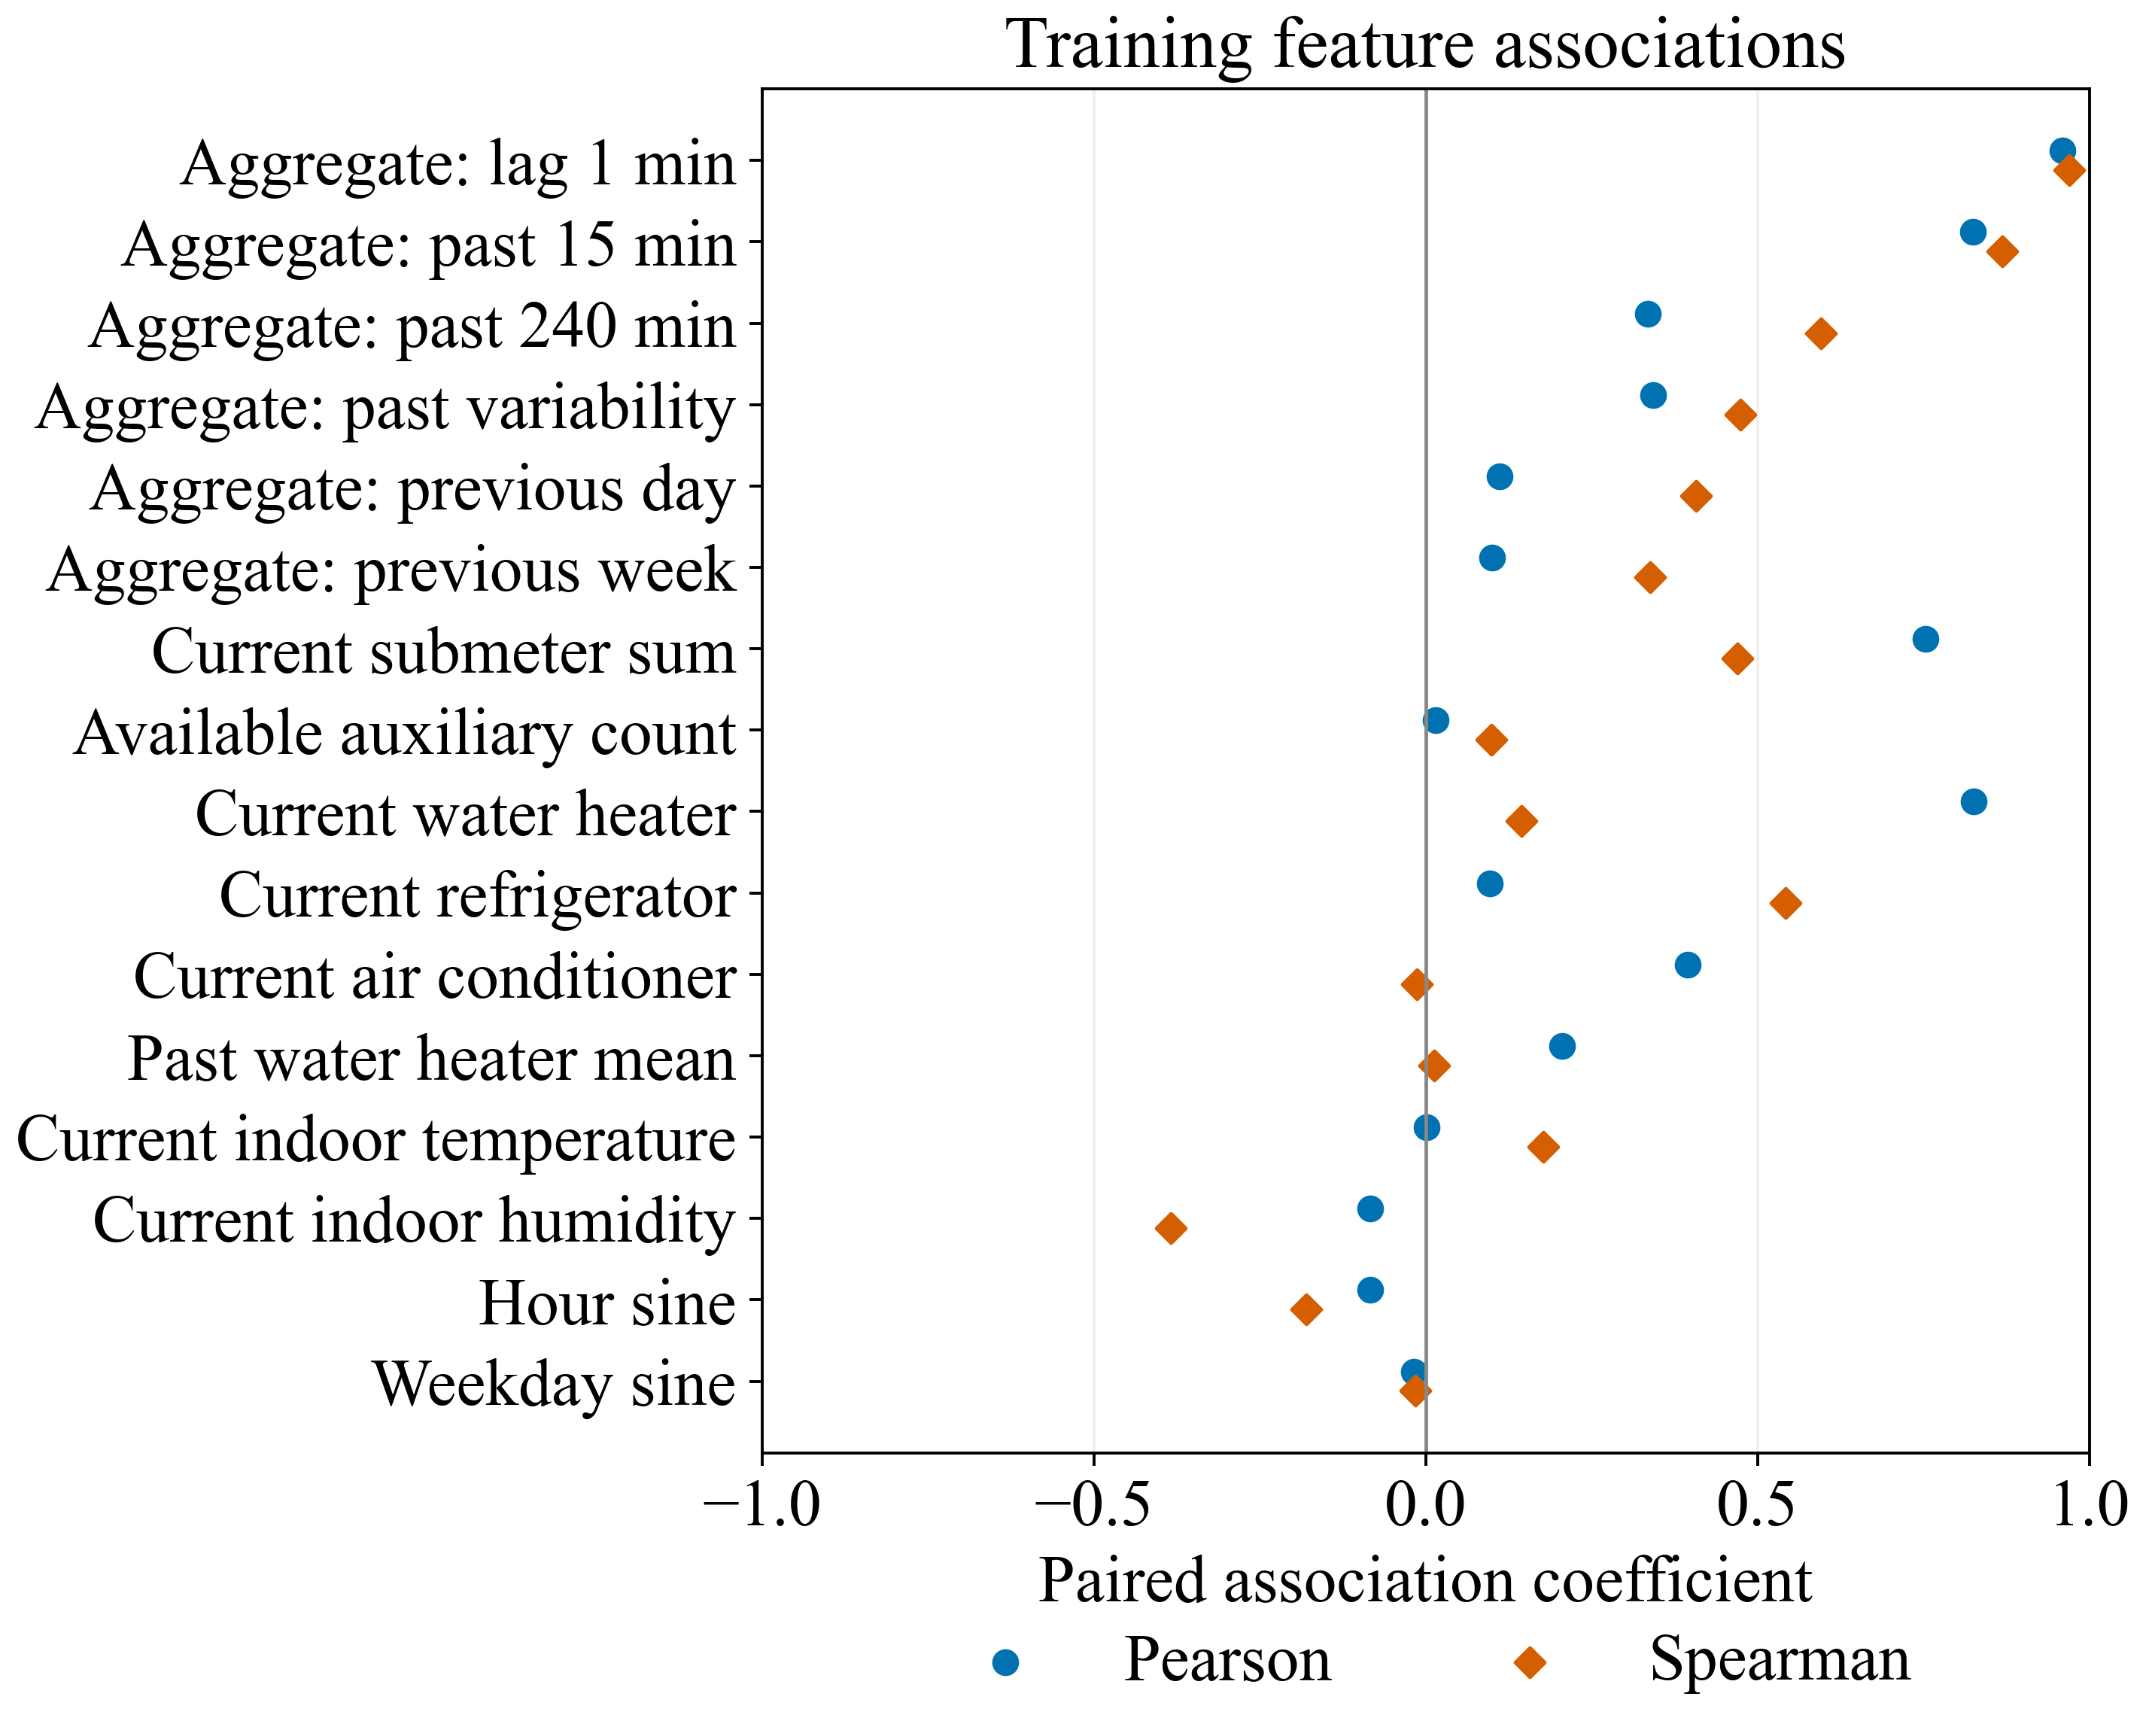 Training feature associations
Aggregate: lag 1 min
Aggregate: past 15 min
Aggregate: past 240 min
Aggregate: past variability
Aggregate: previous day
Aggregate: previous week
Current submeter sum
Available auxiliary count
Current water heater
Current refrigerator
Current air conditioner
Past water heater mean
Current indoor temperature
Current indoor humidity
Hour sine
Weekday sine
−1.0 −0.5 0.0 0.5 1.0
Paired association coefficient
Pearson Spearman